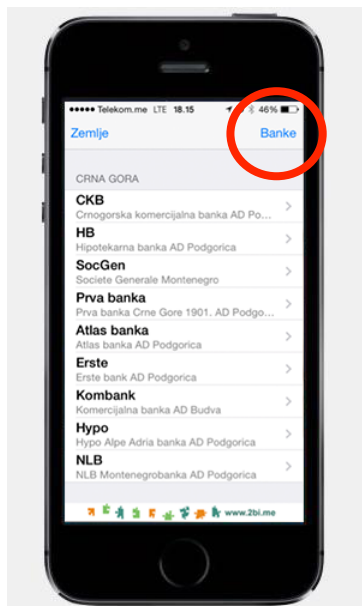 Telekom.me LTE 18.15 46%
Zemlje Banke
CRNA GORA
CKB
Crnogorska komercijalna banka AD Po...
HB
Hipotekarna banka AD Podgorica
SocGen
Societe Generale Montenegro
Prva banka
Prva banka Crne Gore 1901. AD Podgo...
Atlas banka
Atlas banka AD Podgorica
Erste
Erste bank AD Podgorica
Kombank
Komercijalna banka AD Budva
Hypo
Hypo Alpe Adria banka AD Podgorica
NLB
NLB Montenegrobanka AD Podgorica
www.2bi.me